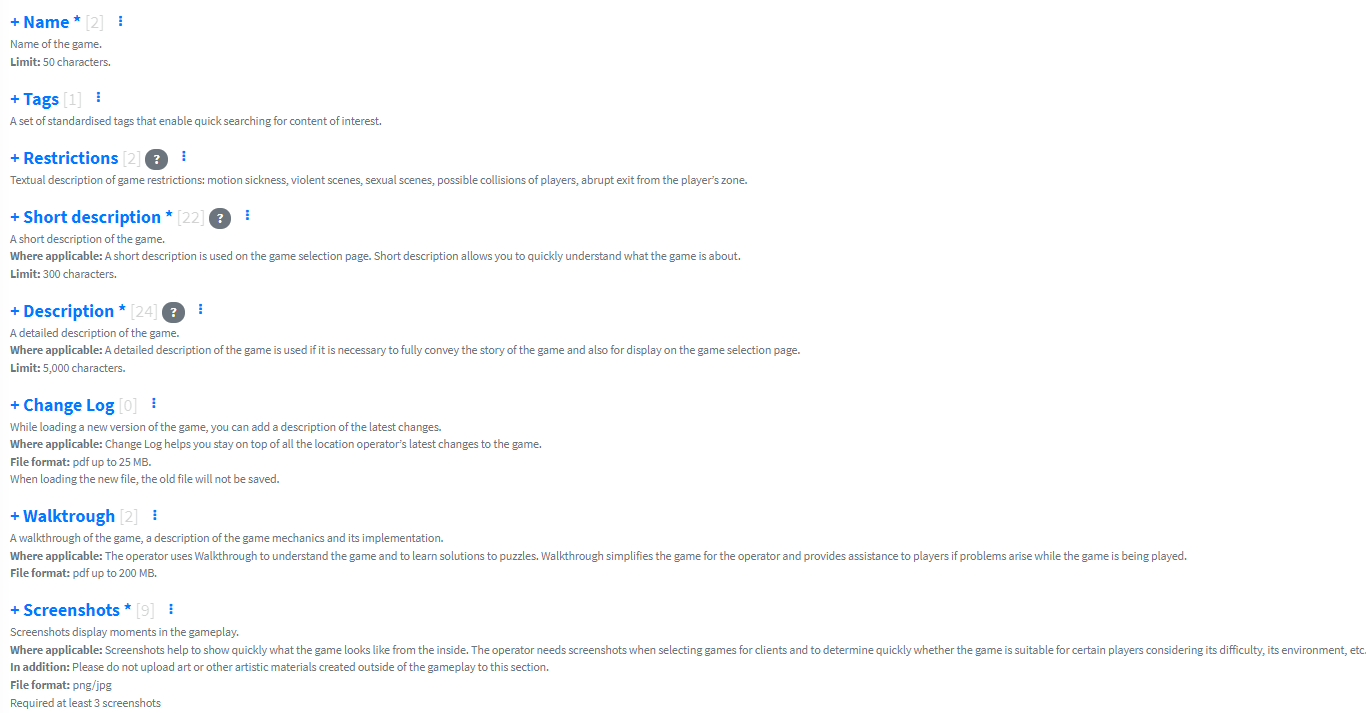 + Name * [2]
Name of the game.
Limit: 50 characters.
+ Tags [1]
A set of standardised tags that enable quick searching for content of interest.
+ Restrictions [2] ?
Textual description of game restrictions: motion sickness, violent scenes, sexual scenes, possible collisions of players, abrupt exit from the player's zone.
+ Short description * [22] ?
A short description of the game.
Where applicable: A short description is used on the game selection page. Short description allows you to quickly understand what the game is about.
Limit: 300 characters.
+ Description * [24] ?
A detailed description of the game.
Where applicable: A detailed description of the game is used if it is necessary to fully convey the story of the game and also for display on the game selection page.
Limit: 5,000 characters.
+ Change Log [0]
While loading a new version of the game, you can add a description of the latest changes.
Where applicable: Change Log helps you stay on top of all the location operator's latest changes to the game.
File format: pdf up to 25 MB.
When loading the new file, the old file will not be saved.
+ Walktrough [2]
A walkthrough of the game, a description of the game mechanics and its implementation.
Where applicable: The operator uses Walkthrough to understand the game and to learn solutions to puzzles. Walkthrough simplifies the game for the operator and provides assistance to players if problems arise while the game is being played.
File format: pdf up to 200 MB.
+ Screenshots * [9]
Screenshots display moments in the gameplay.
Where applicable: Screenshots help to show quickly what the game looks like from the inside. The operator needs screenshots when selecting games for clients and to determine quickly whether the game is suitable for certain players considering its difficulty, its environment, etc.
In addition: Please do not upload art or other artistic materials created outside of the gameplay to this section.
File format: png/jpg
Required at least 3 screenshots